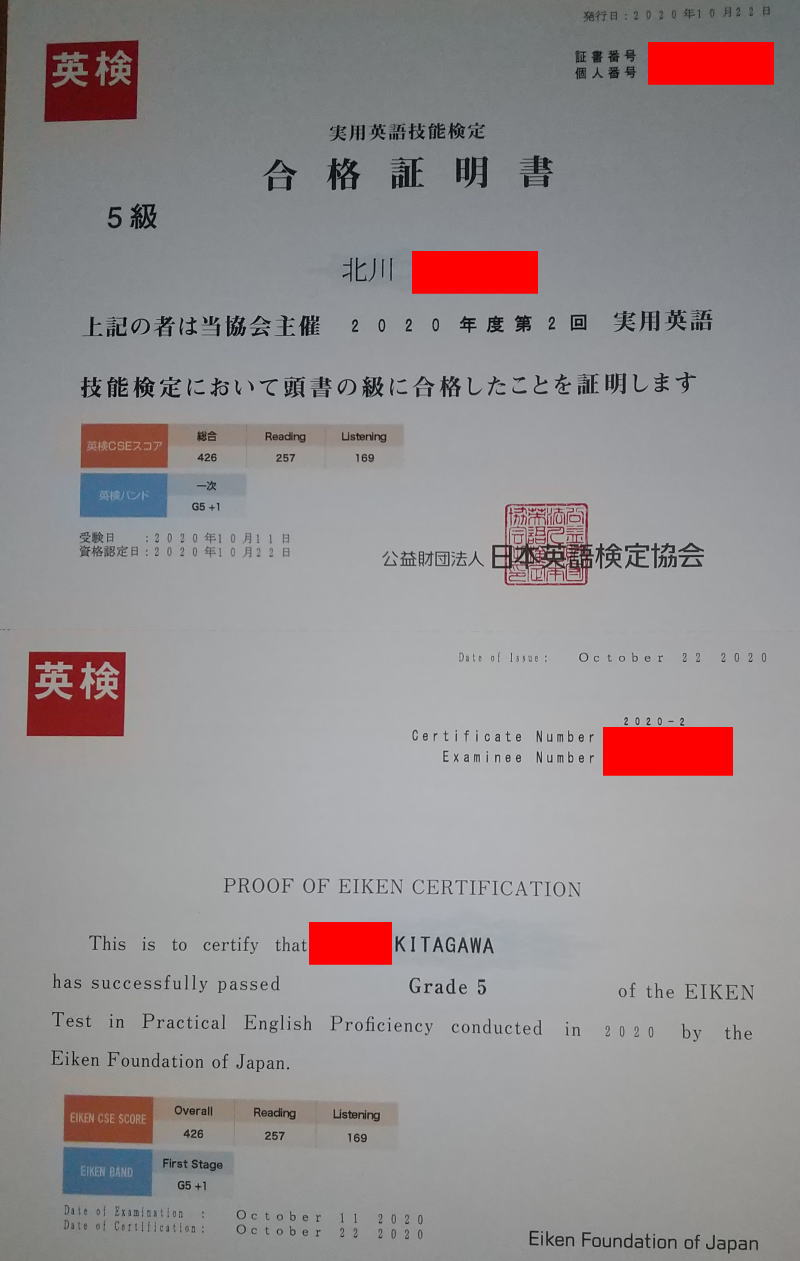 発行日：２０２０年１０月２２日
英検
証書番号
個人番号
実用英語技能検定
合格証明書
５級
北川
上記の者は当協会主催 ２０２０年度第２回 実用英語
技能検定において頭書の級に合格したことを証明します
英検CSEスコア 総合 Reading Listening
426 257 169
英検バンド 一次
G5 +1
受験日 ：２０２０年１０月１１日
資格認定日：２０２０年１０月２２日
公益財団法人 日本英語検定協会
英検
Date of Issue: October 22 2020
2020-2
Certificate Number
Examinee Number
PROOF OF EIKEN CERTIFICATION
This is to certify that KITAGAWA
has successfully passed Grade 5 of the EIKEN
Test in Practical English Proficiency conducted in 2020 by the
Eiken Foundation of Japan.
EIKEN CSE SCORE Overall Reading Listening
426 257 169
EIKEN BAND First Stage
G5 +1
Date of Examination : October 11 2020
Date of Certification: October 22 2020
Eiken Foundation of Japan